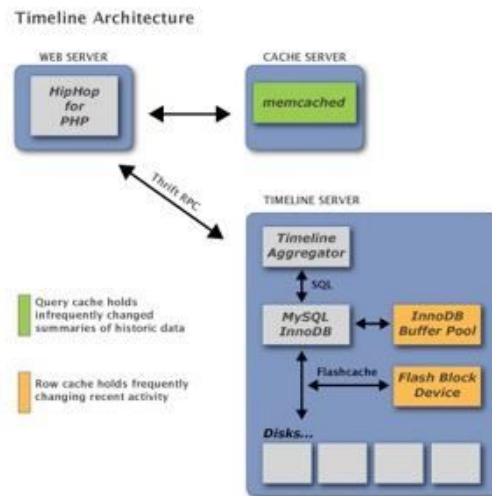 Timeline Architecture
WEB SERVER
HipHop
for
PHP
CACHE SERVER
memcached
Thrift RPC
TIMELINE SERVER
Timeline
Aggregator
SQL
MySQL
InnoDB
InnoDB
Buffer Pool
Flashcache
Flash Block
Device
Disks...
Query cache holds
infrequently changed
summaries of historic data
Row cache holds frequently
changing recent activity